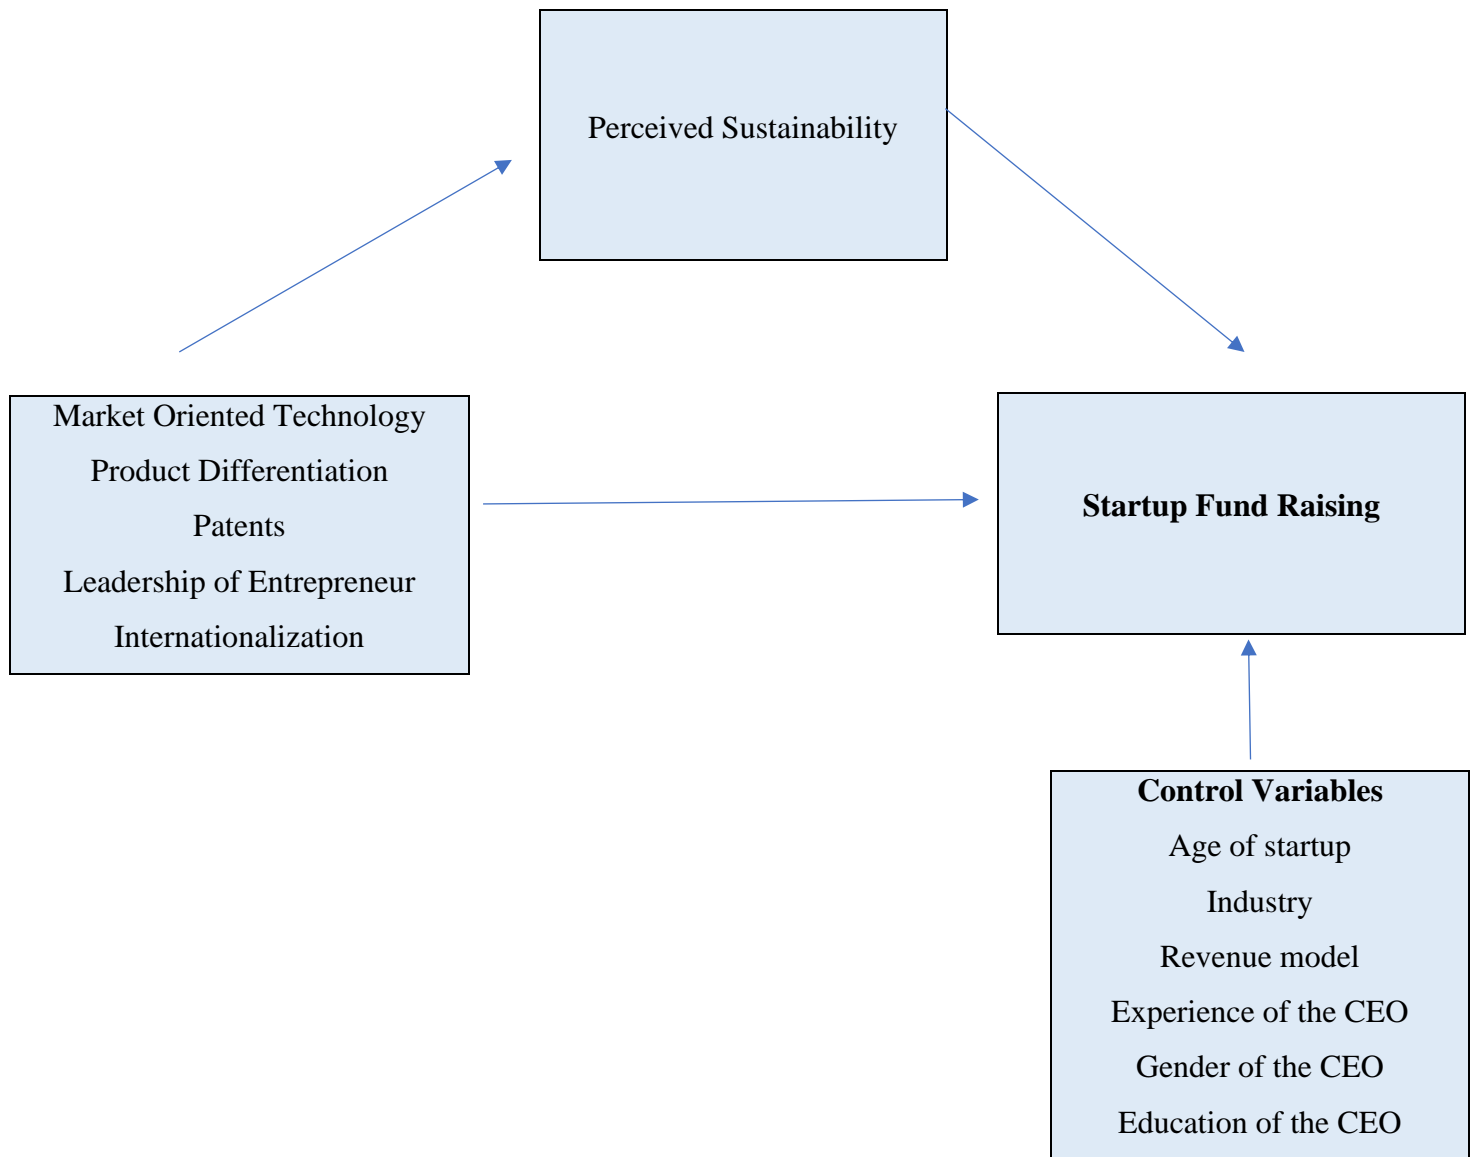 Perceived Sustainability
Market Oriented Technology
Product Differentiation
Patents
Leadership of Entrepreneur
Internationalization
Startup Fund Raising
Control Variables
Age of startup
Industry
Revenue model
Experience of the CEO
Gender of the CEO
Education of the CEO